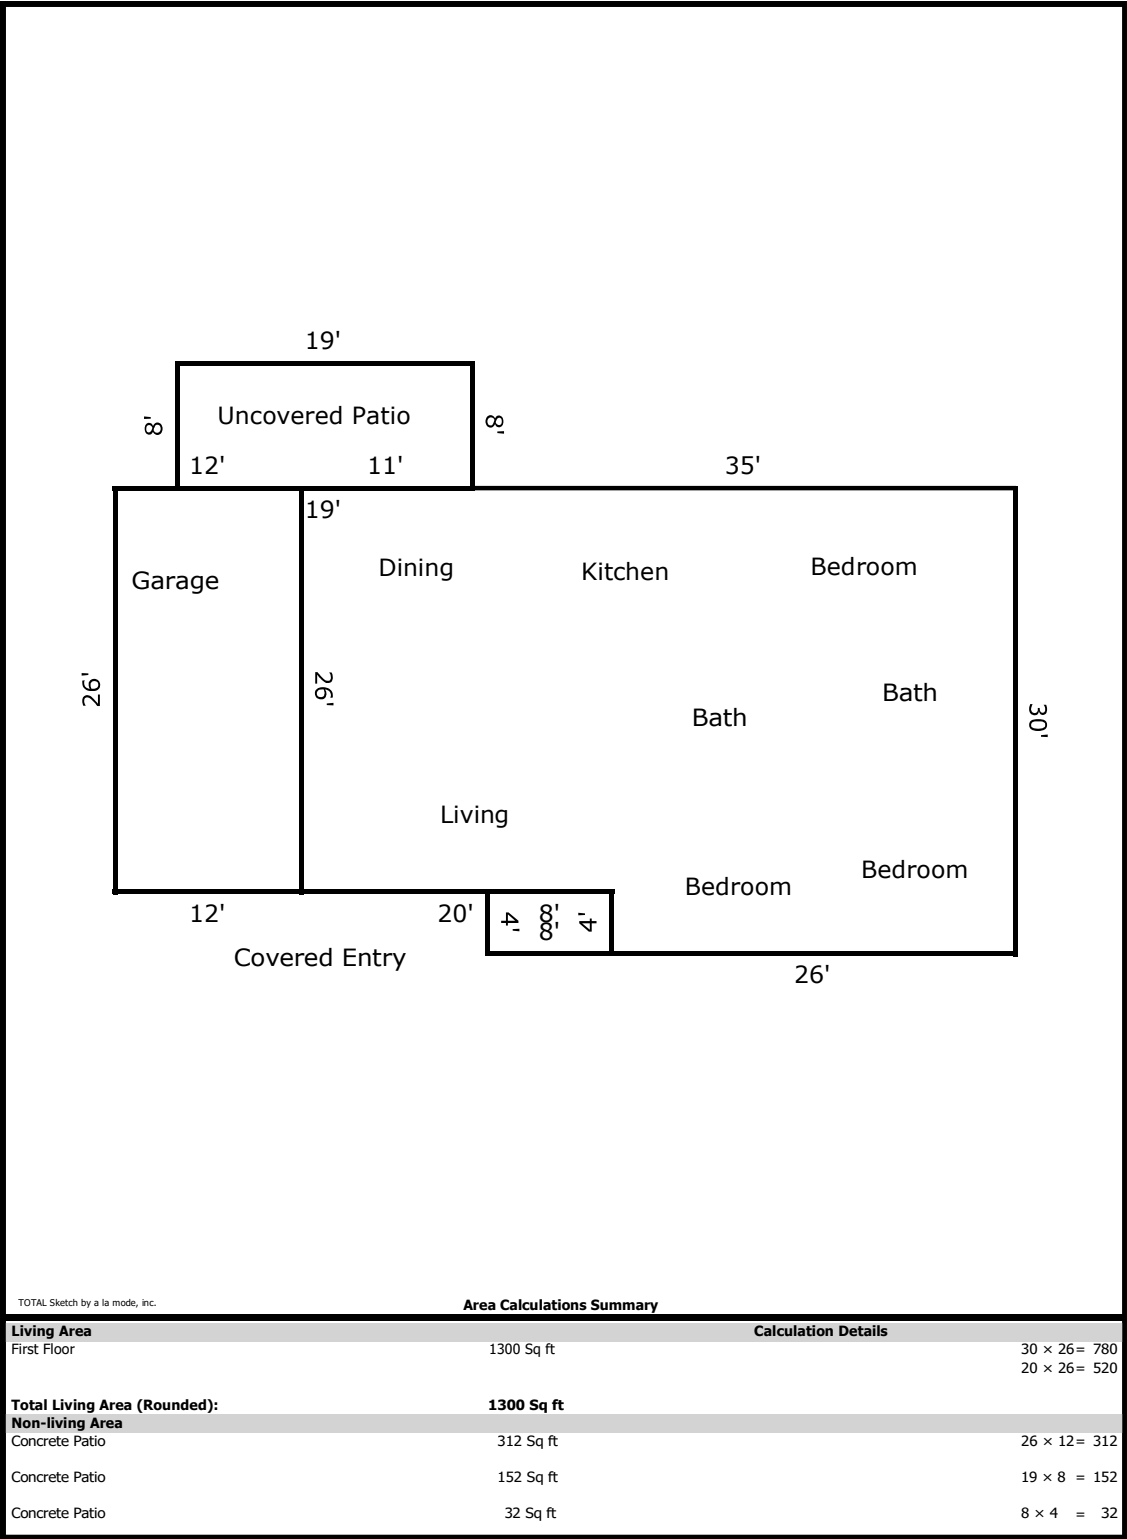 19'
8'
Uncovered Patio
8'
12'
11'
35'
19'
Garage
Dining
Kitchen
Bedroom
26'
26'
Bath
Bath
30'
Living
Bedroom
Bedroom
12'
20'
4'
8'
8'
4'
Covered Entry
26'
TOTAL Sketch by a la mode, inc.
Area Calculations Summary
Living Area Calculation Details
First Floor 1300 Sq ft 30 × 26 = 780
20 × 26 = 520
Total Living Area (Rounded): 1300 Sq ft
Non-living Area
Concrete Patio 312 Sq ft 26 × 12 = 312
Concrete Patio 152 Sq ft 19 × 8 = 152
Concrete Patio 32 Sq ft 8 × 4 = 32